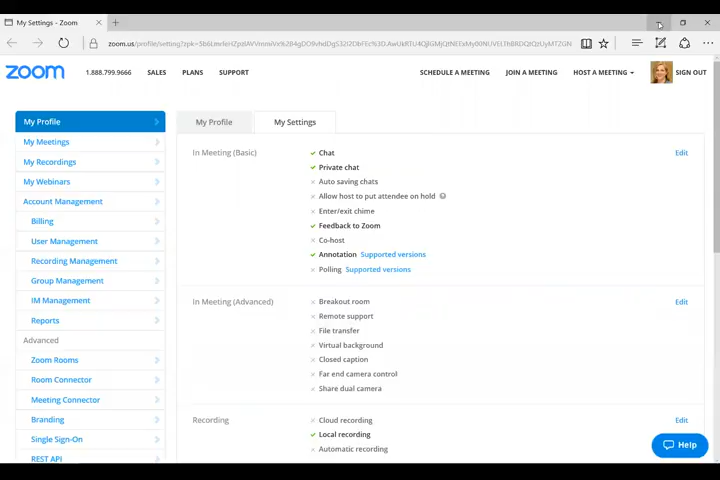 My Settings - Zoom
zoom 1.888.799.9666 SALES PLANS SUPPORT SCHEDULE A MEETING JOIN A MEETING HOST A MEETING SIGN OUT
My Profile
My Meetings
My Recordings
My Webinars
Account Management
Billing
User Management
Recording Management
Group Management
IM Management
Reports
Advanced
Zoom Rooms
Room Connector
Meeting Connector
Branding
Single Sign-On
REST API
My Profile My Settings
In Meeting (Basic) Edit
Chat
Private chat
Auto saving chats
Allow host to put attendee on hold ?
Enter/exit chime
Feedback to Zoom
Co-host
Annotation Supported versions
Polling Supported versions
In Meeting (Advanced) Edit
Breakout room
Remote support
File transfer
Virtual background
Closed caption
Far end camera control
Share dual camera
Recording Edit
Cloud recording
Local recording
Automatic recording
Help